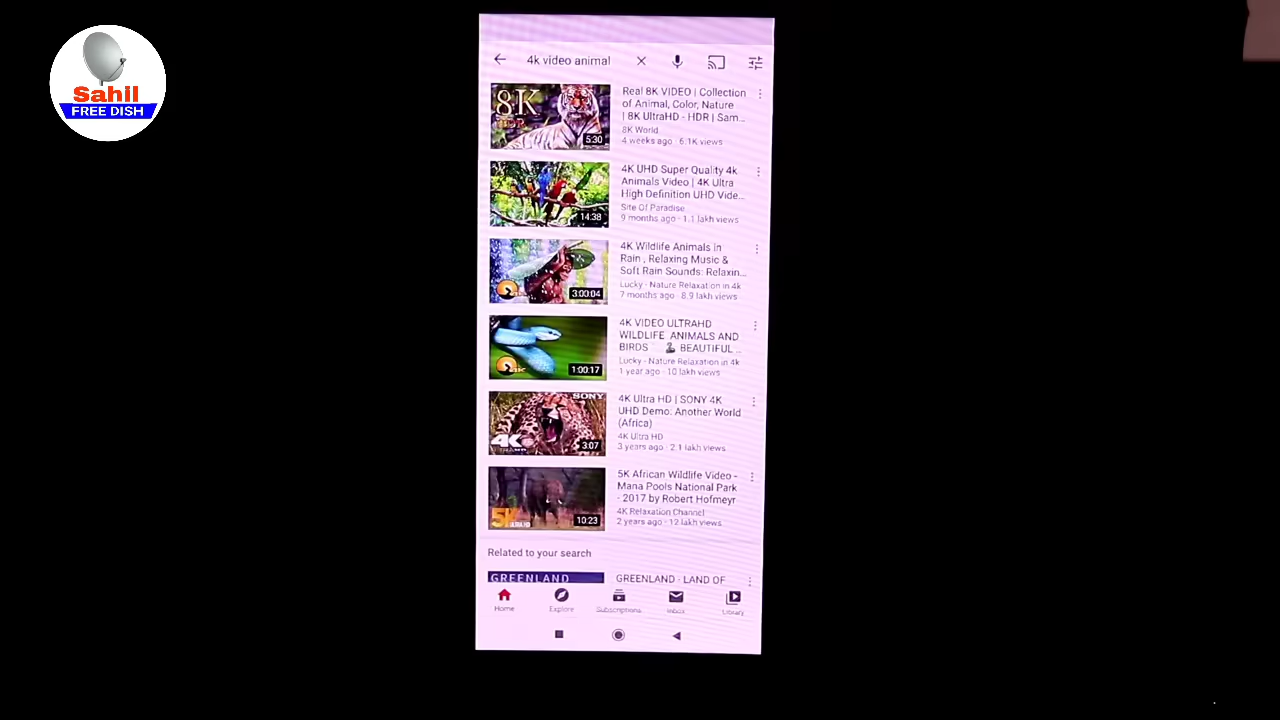 Sahil
FREE DISH
4k video animal
8K
5:30
Real 8K VIDEO | Collection
of Animal, Color, Nature
| 8K UltraHD - HDR | Sam...
8K World
4 weeks ago · 6.1K views
14:38
4K UHD Super Quality 4k
Animals Video | 4K Ultra
High Definition UHD Vide...
Site Of Paradise
9 months ago · 1.1 lakh views
3:00:04
4K Wildlife Animals in
Rain , Relaxing Music &
Soft Rain Sounds: Relaxin...
Lucky - Nature Relaxation in 4k
7 months ago · 8.9 lakh views
1:00:17
4K VIDEO ULTRAHD
WILDLIFE ANIMALS AND
BIRDS BEAUTIFUL ...
Lucky - Nature Relaxation in 4k
1 year ago · 10 lakh views
SONY
4K
3:07
4K Ultra HD | SONY 4K
UHD Demo: Another World
(Africa)
4K Ultra HD
3 years ago · 2.1 lakh views
5K
10:23
5K African Wildlife Video -
Mana Pools National Park
- 2017 by Robert Hofmeyr
4K Relaxation Channel
2 years ago · 12 lakh views
Related to your search
GREENLAND
GREENLAND - LAND OF
Home
Explore
Subscriptions
Inbox
Library